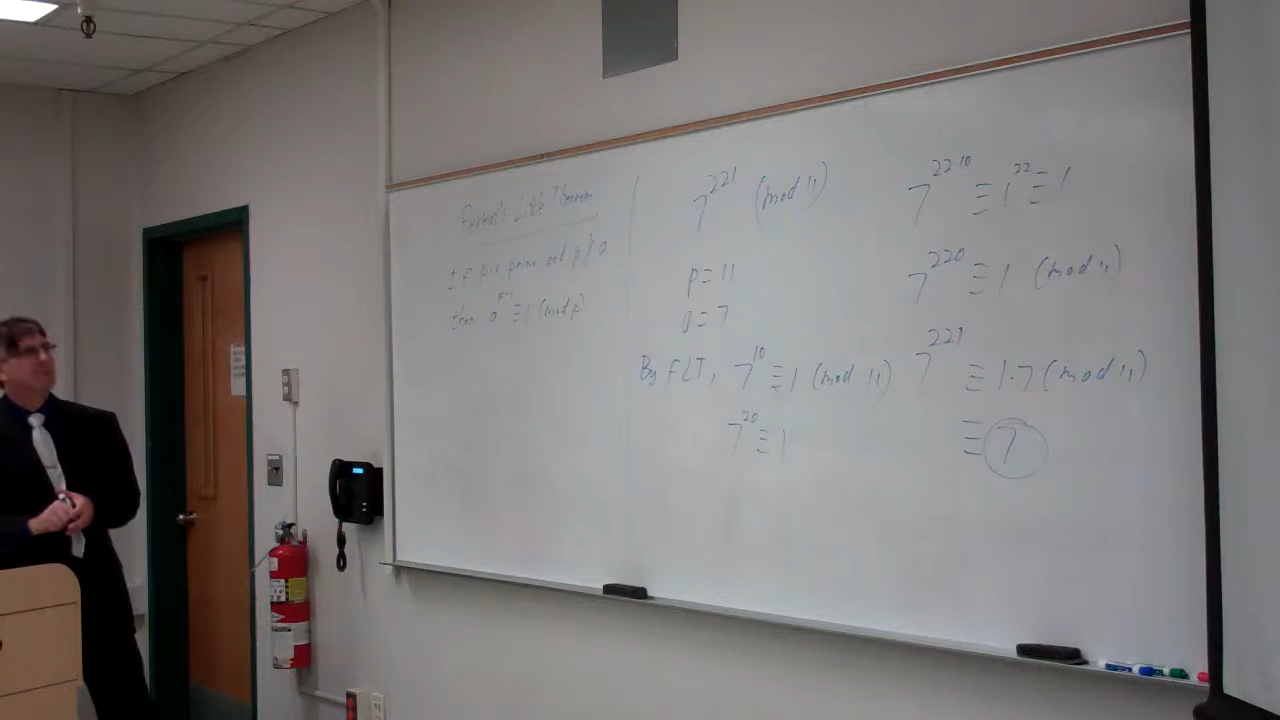 Fermat's Little Theorem
If p is prime and p∤a
then a^(p-1) ≡ 1 (mod p)
7^221 (mod 11)
p = 11
a = 7
By FLT, 7^10 ≡ 1 (mod 11)
7^20 ≡ 1
7^22 10 ≡ 1^22 ≡ 1
7^220 ≡ 1 (mod 11)
7^221 ≡ 1·7 (mod 11)
≡ 7